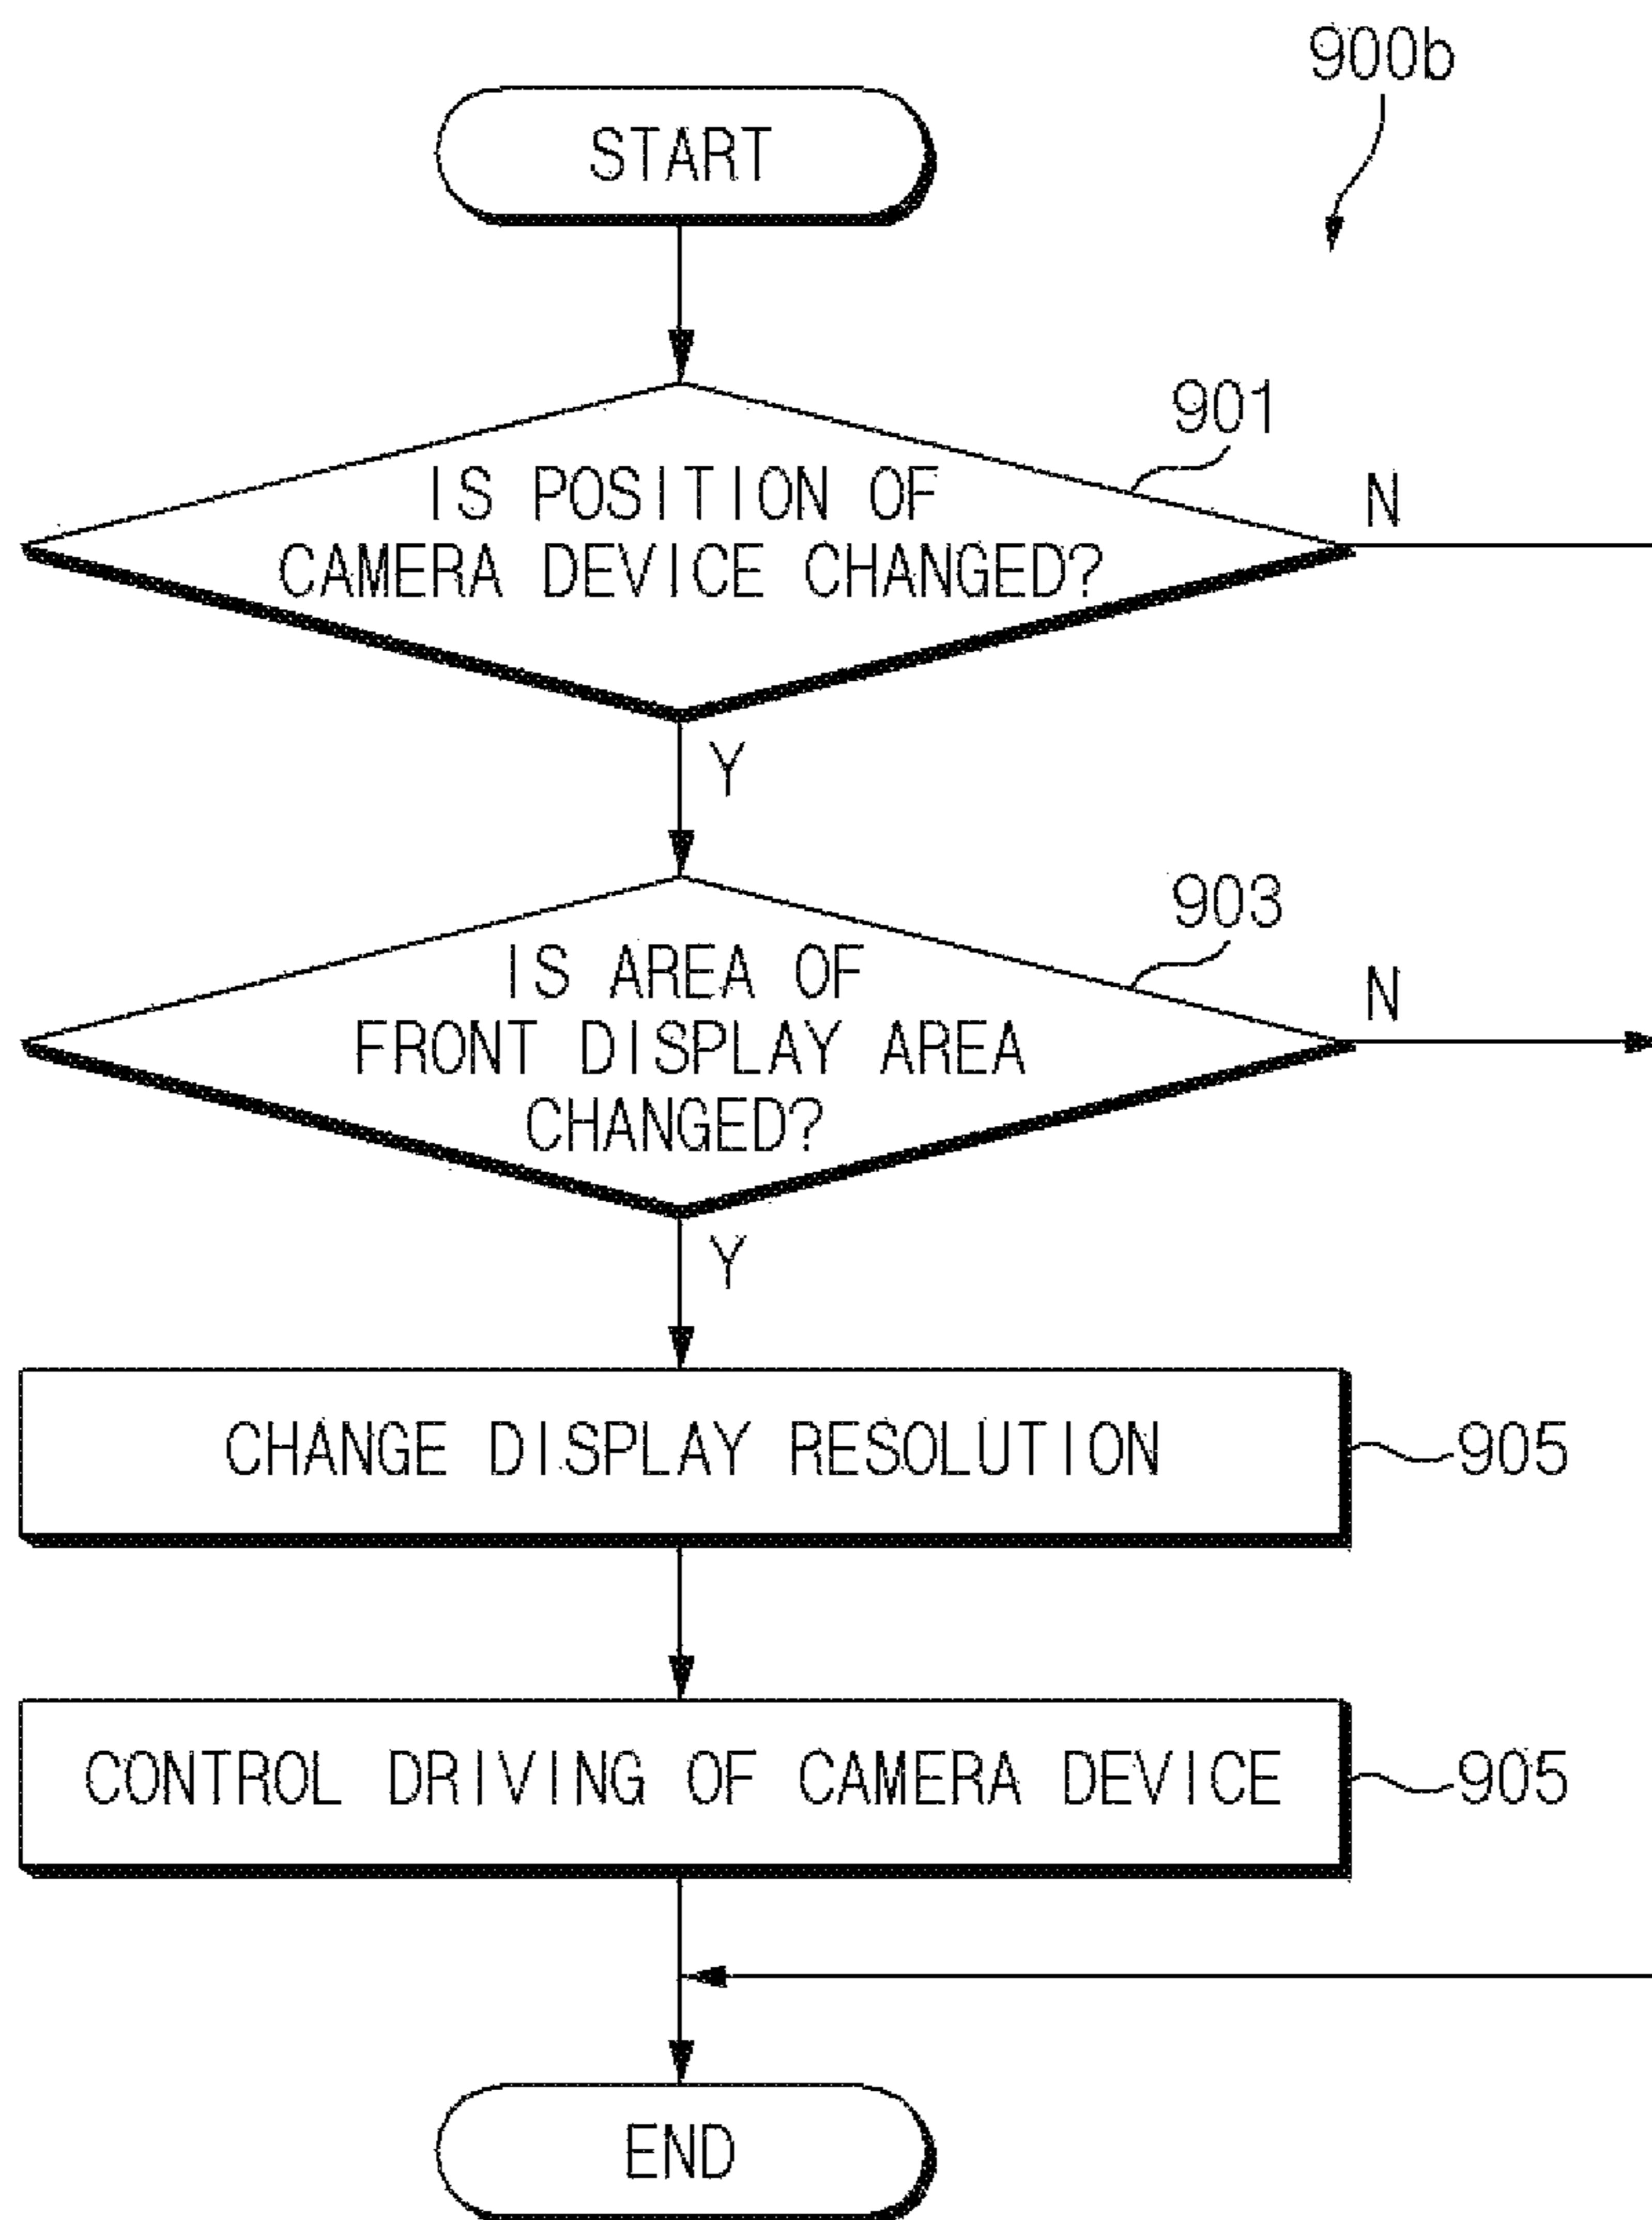 900b
START
901
IS POSITION OF
CAMERA DEVICE CHANGED?
N
Y
903
IS AREA OF
FRONT DISPLAY AREA
CHANGED?
N
Y
CHANGE DISPLAY RESOLUTION
905
CONTROL DRIVING OF CAMERA DEVICE
905
END